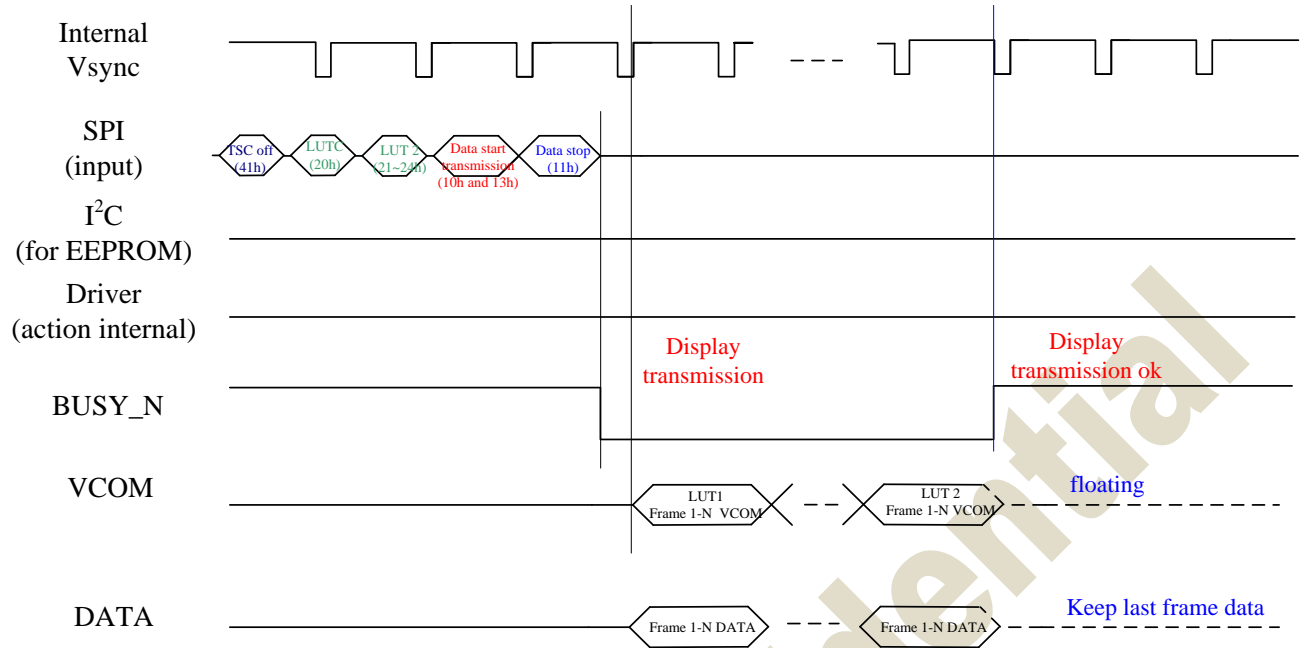 Internal
Vsync
SPI
(input)
TSC off
(41h)
LUTC
(20h)
LUT 2
(21~24h)
Data start
transmission
(10h and 13h)
Data stop
(11h)
I²C
(for EEPROM)
Driver
(action internal)
Display
transmission
Display
transmission ok
BUSY_N
VCOM
LUT1
Frame 1-N VCOM
LUT 2
Frame 1-N VCOM
floating
DATA
Frame 1-N DATA
Frame 1-N DATA
Keep last frame data
dential